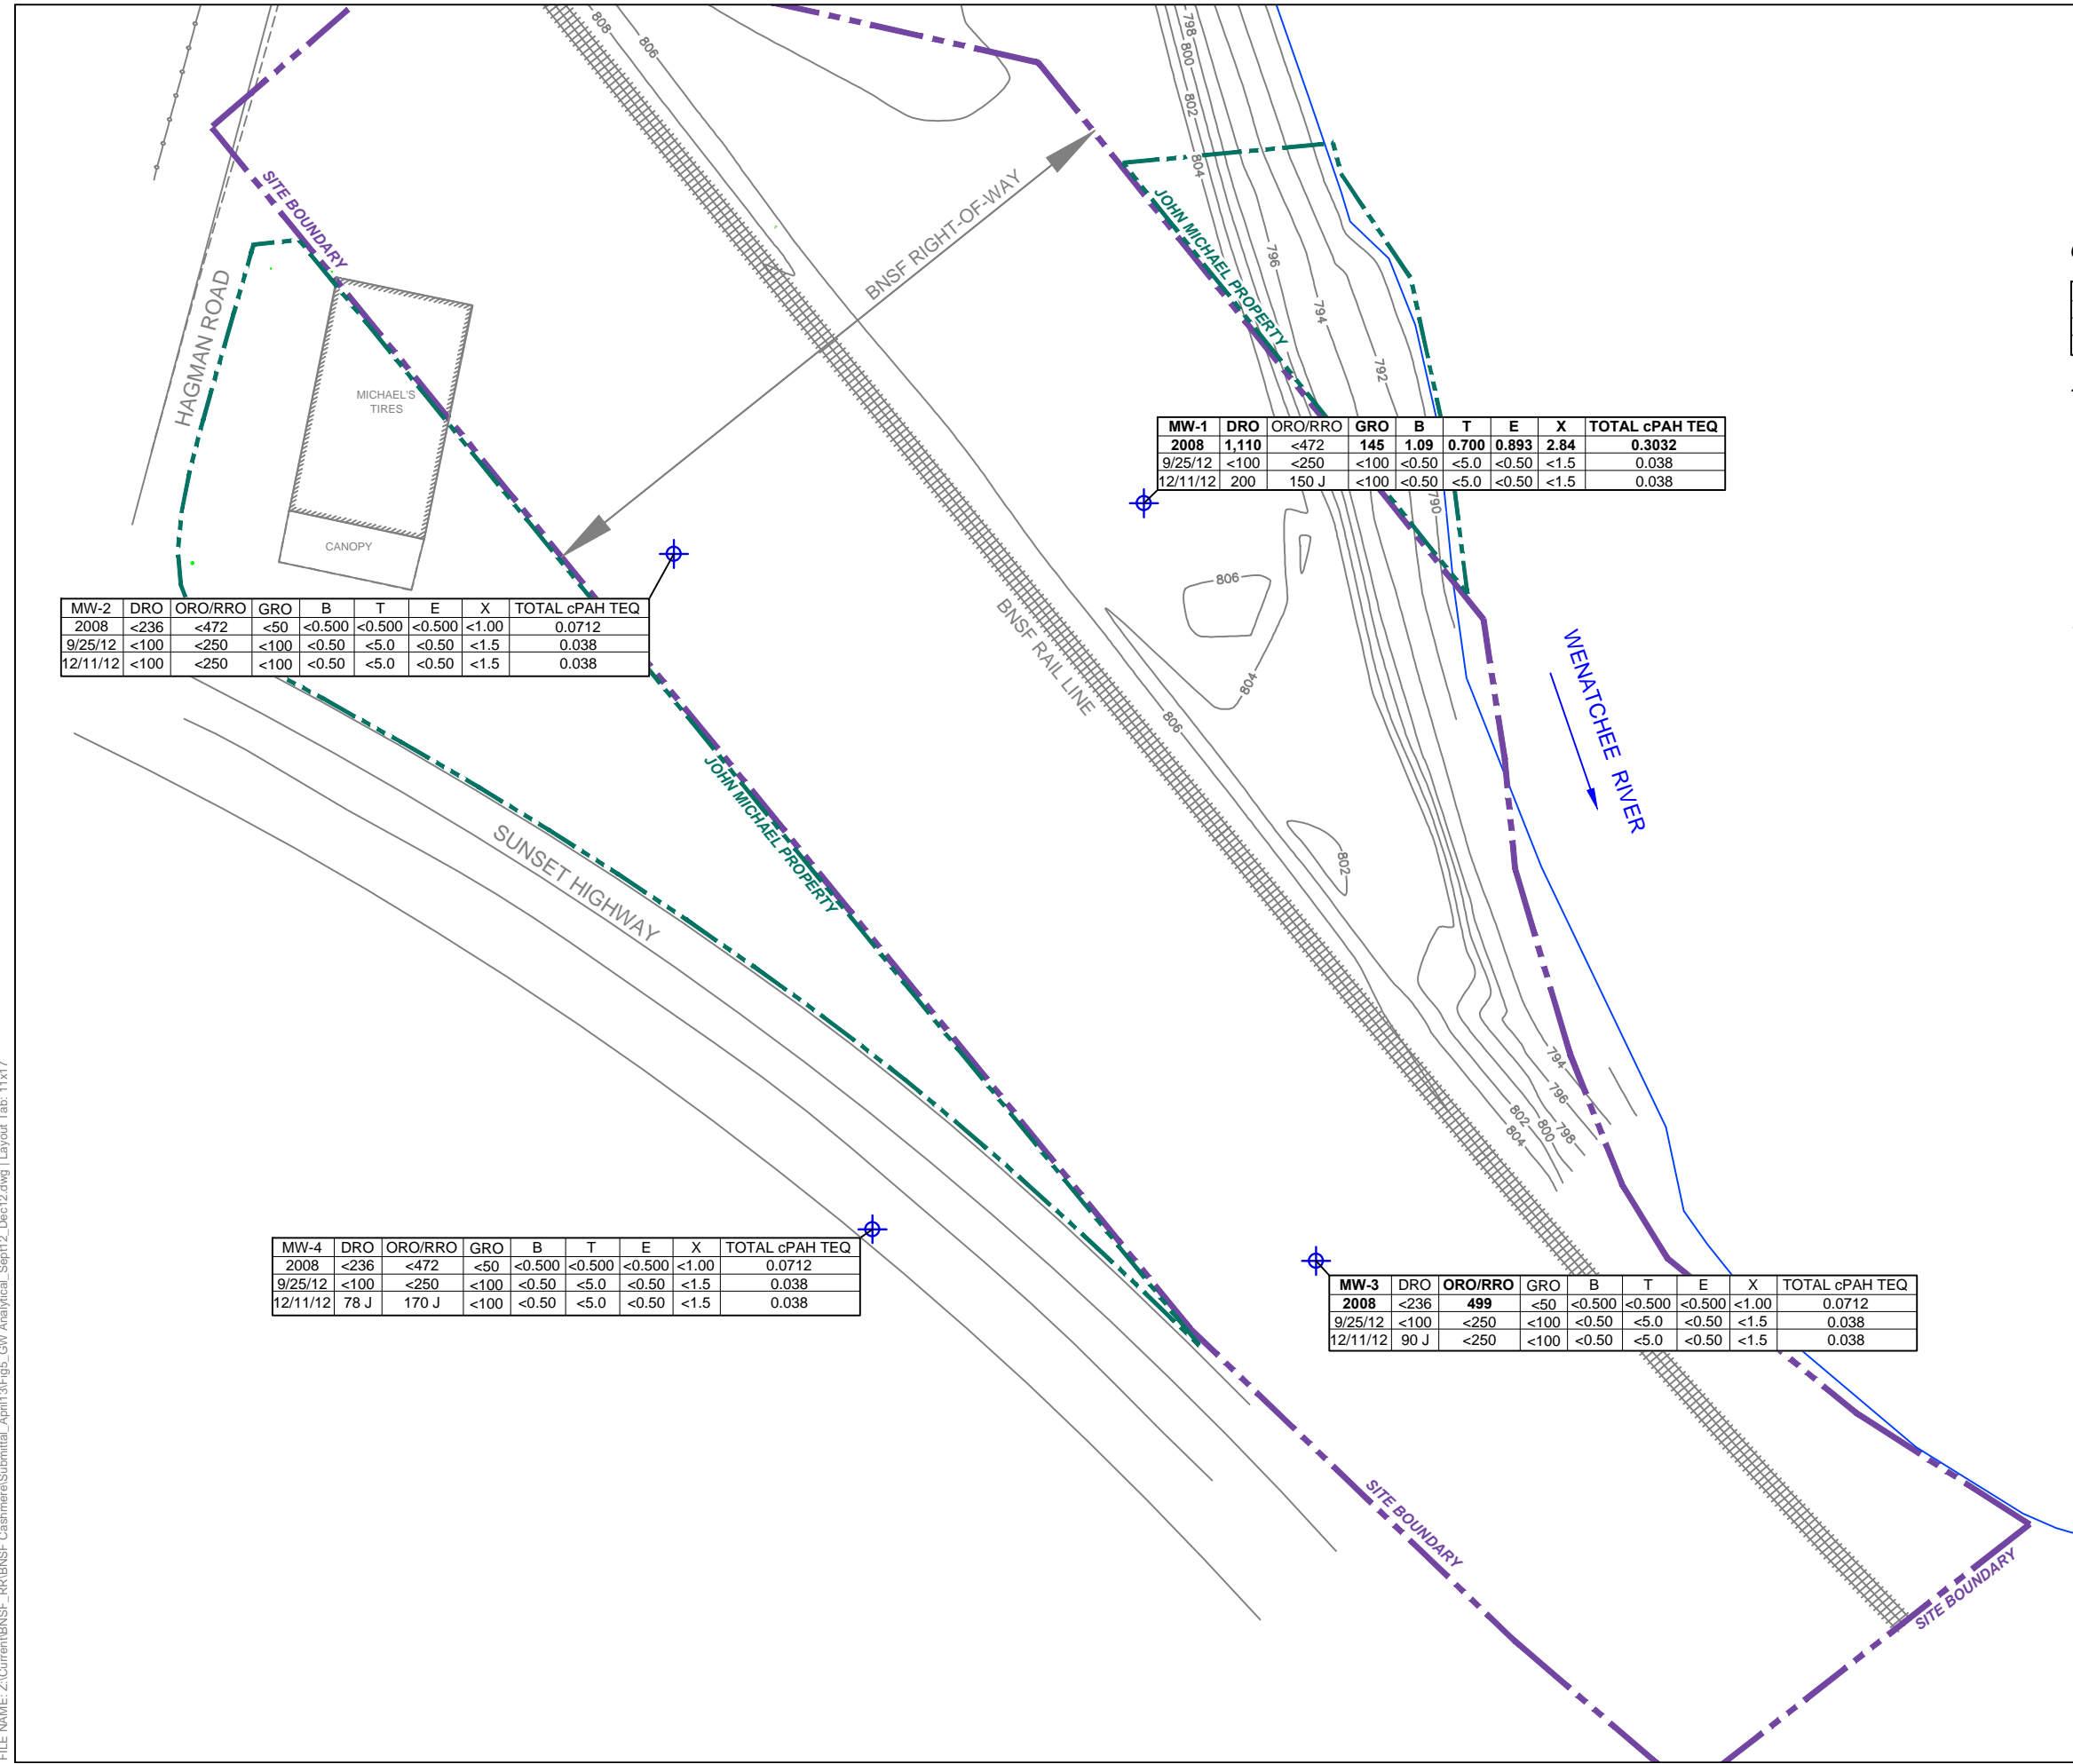 808
806
798
800
802
804
SITE BOUNDARY
BNSF RIGHT-OF-WAY
JOHN MICHAEL PROPERTY
796
794
792
790
HAGMAN ROAD
MICHAEL'S
TIRES
CANOPY
MW-1 DRO ORO/RRO GRO B T E X TOTAL cPAH TEQ
2008 1,110 <472 145 1.09 0.700 0.893 2.84 0.3032
9/25/12 <100 <250 <100 <0.50 <5.0 <0.50 <1.5 0.038
12/11/12 200 150 J <100 <0.50 <5.0 <0.50 <1.5 0.038
MW-2 DRO ORO/RRO GRO B T E X TOTAL cPAH TEQ
2008 <236 <472 <50 <0.500 <0.500 <0.500 <1.00 0.0712
9/25/12 <100 <250 <100 <0.50 <5.0 <0.50 <1.5 0.038
12/11/12 <100 <250 <100 <0.50 <5.0 <0.50 <1.5 0.038
806
804
BNSF RAIL LINE
806
WENATCHEE RIVER
JOHN MICHAEL PROPERTY
SUNSET HIGHWAY
802
794
796
798
800
802
804
MW-4 DRO ORO/RRO GRO B T E X TOTAL cPAH TEQ
2008 <236 <472 <50 <0.500 <0.500 <0.500 <1.00 0.0712
9/25/12 <100 <250 <100 <0.50 <5.0 <0.50 <1.5 0.038
12/11/12 78 J 170 J <100 <0.50 <5.0 <0.50 <1.5 0.038
MW-3 DRO ORO/RRO GRO B T E X TOTAL cPAH TEQ
2008 <236 499 <50 <0.500 <0.500 <0.500 <1.00 0.0712
9/25/12 <100 <250 <100 <0.50 <5.0 <0.50 <1.5 0.038
12/11/12 90 J <250 <100 <0.50 <5.0 <0.50 <1.5 0.038
SITE BOUNDARY
SITE BOUNDARY
FILE NAME: Z:\Current\BNSF_RR\BNSF Cashmere\Submittal_April13\Fig5_GW Analytical_Sept12_Dec12.dwg | Layout Tab: 11x17